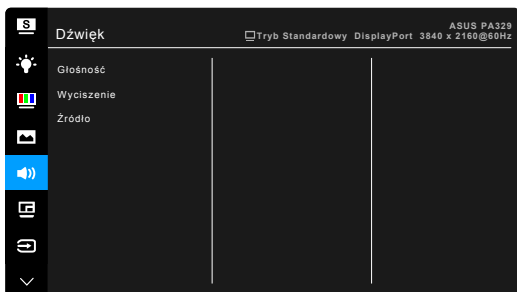 S
ASUS PA329
Dźwięk
Tryb Standardowy DisplayPort 3840 x 2160@60Hz
Głośność
Wyciszenie
Źródło